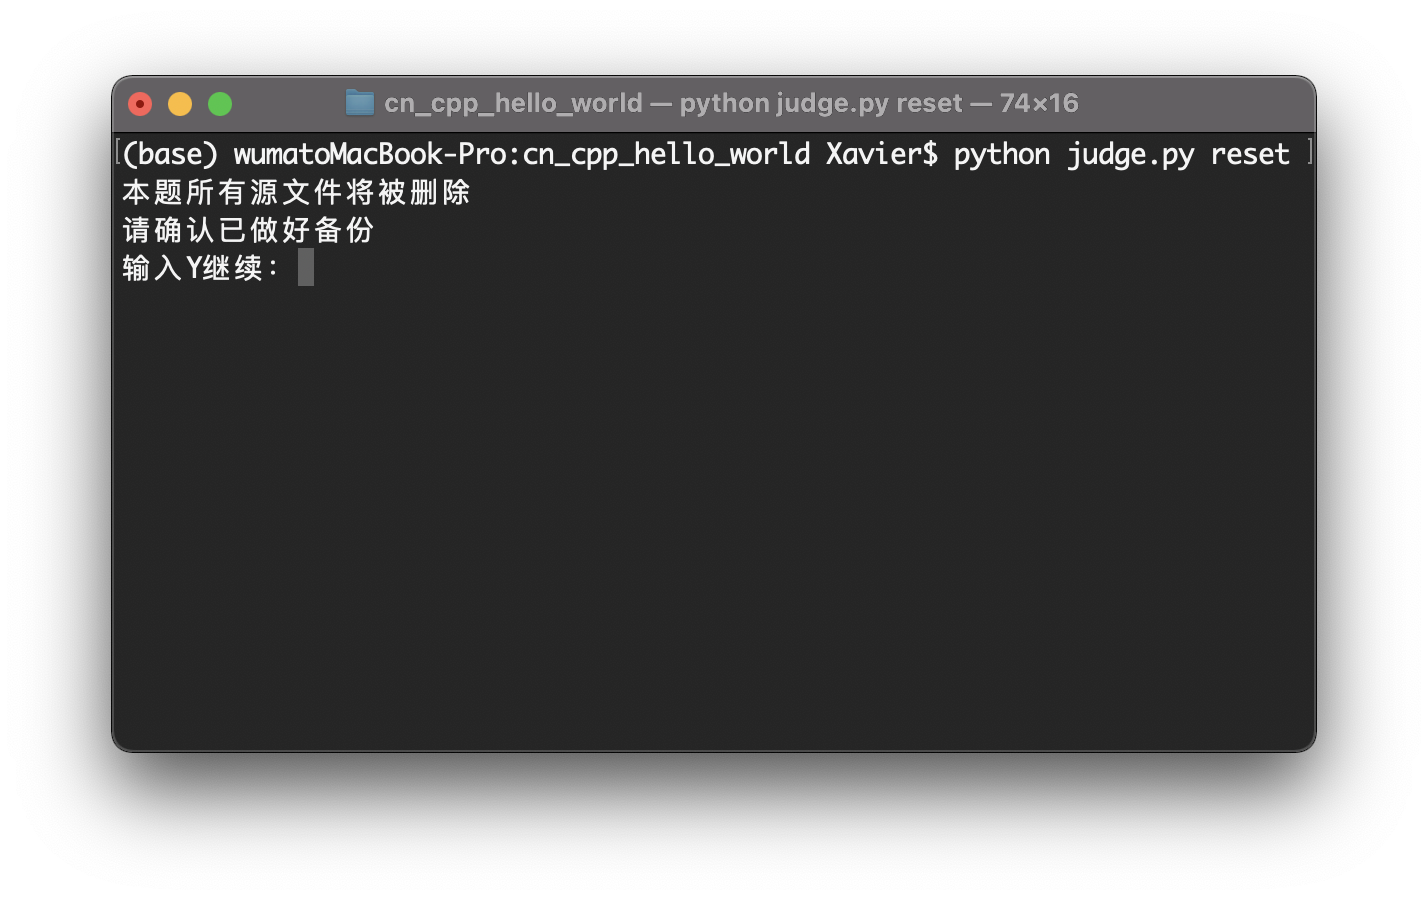 cn_cpp_hello_world — python judge.py reset — 74×16
(base) wumatoMacBook-Pro:cn_cpp_hello_world Xavier$ python judge.py reset
本题所有源文件将被删除
请确认已做好备份
输入Y继续：